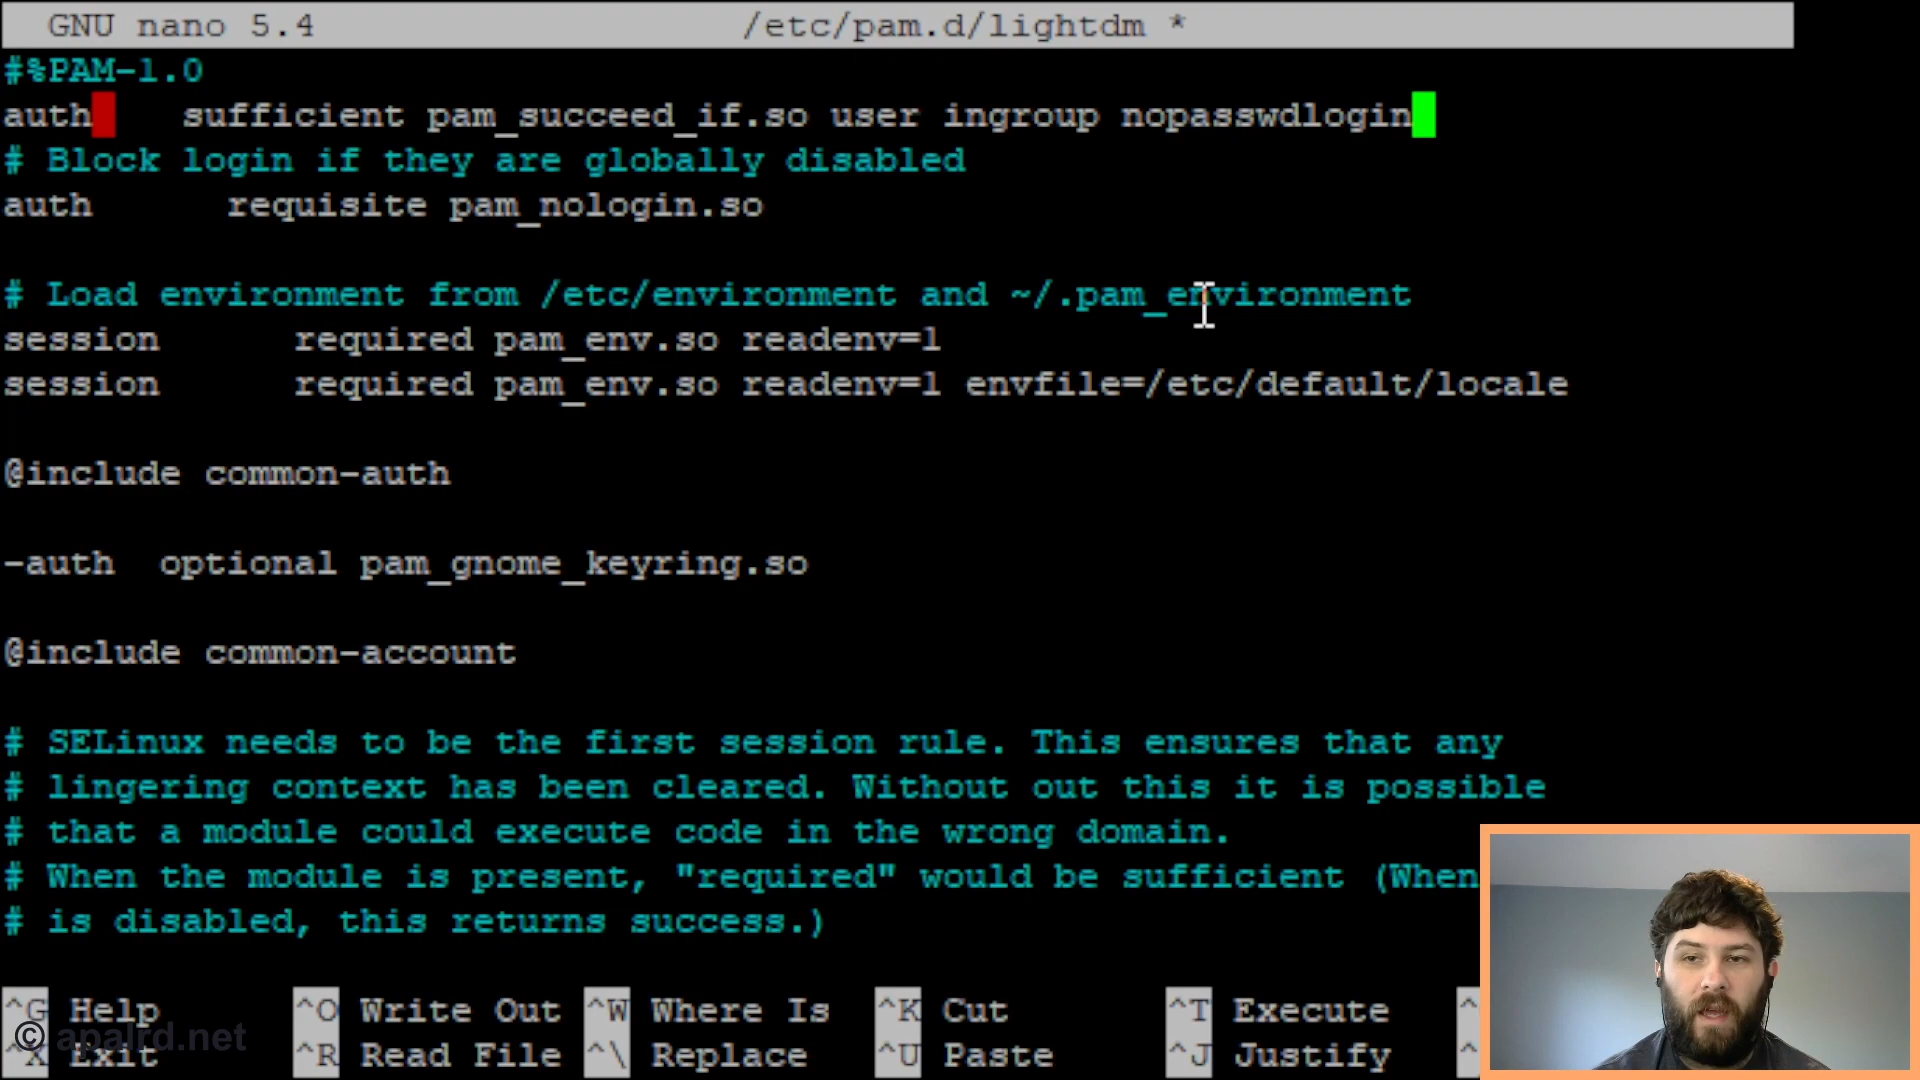 GNU nano 5.4 /etc/pam.d/lightdm *
#%PAM-1.0
auth sufficient pam_succeed_if.so user ingroup nopasswdlogin
# Block login if they are globally disabled
auth requisite pam_nologin.so
# Load environment from /etc/environment and ~/.pam_environment
session required pam_env.so readenv=1
session required pam_env.so readenv=1 envfile=/etc/default/locale
@include common-auth
-auth optional pam_gnome_keyring.so
@include common-account
# SELinux needs to be the first session rule. This ensures that any
# lingering context has been cleared. Without out this it is possible
# that a module could execute code in the wrong domain.
# When the module is present, "required" would be sufficient (When
# is disabled, this returns success.)
^G Help ^O Write Out ^W Where Is ^K Cut ^T Execute ^
^X Exit ^R Read File ^\ Replace ^U Paste ^J Justify ^
© apalrd.net